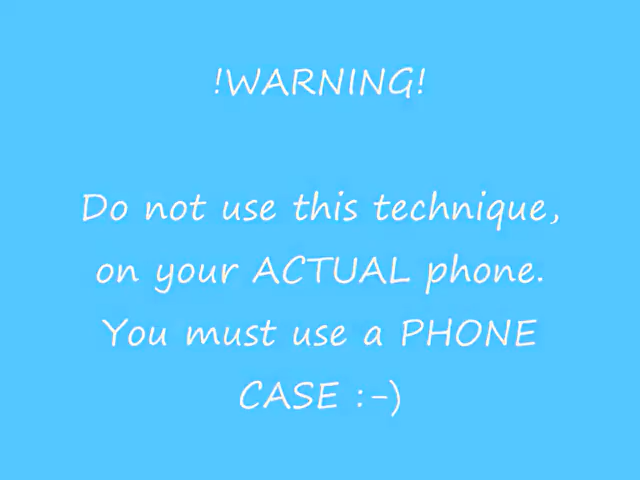 !WARNING!
Do not use this technique,
on your ACTUAL phone.
You must use a PHONE
CASE :-)